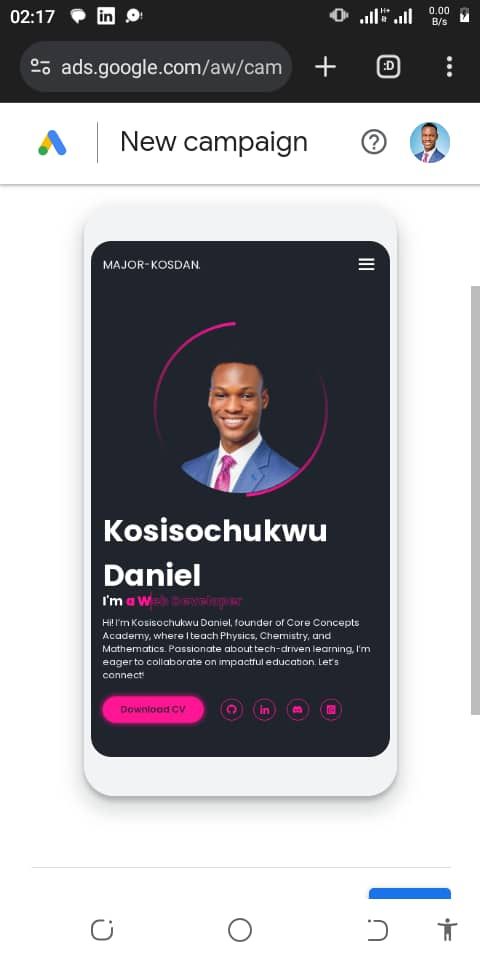 02:17
H+
0.00
B/s
ads.google.com/aw/cam
:D
New campaign
MAJOR-KOSDAN.
Kosisochukwu
Daniel
I'm a Web Developer
Hi! I'm Kosisochukwu Daniel, founder of Core Concepts
Academy, where I teach Physics, Chemistry, and
Mathematics. Passionate about tech-driven learning, I'm
eager to collaborate on impactful education. Let's
connect!
Download CV